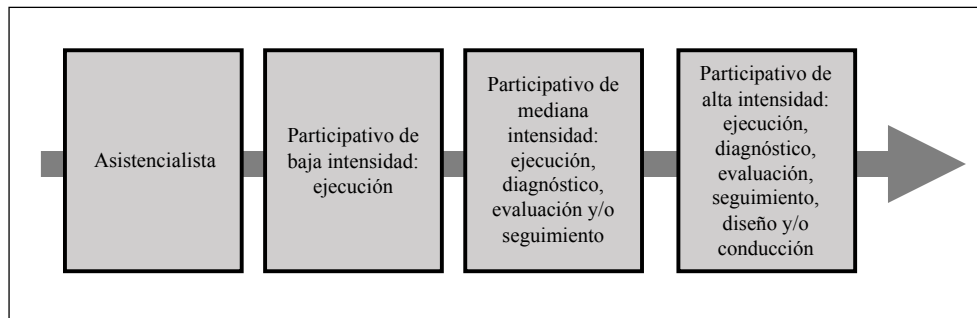 Asistencialista
Participativo de
baja intensidad:
ejecución
Participativo de
mediana
intensidad:
ejecución,
diagnóstico,
evaluación y/o
seguimiento
Participativo de
alta intensidad:
ejecución,
diagnóstico,
evaluación,
seguimiento,
diseño y/o
conducción